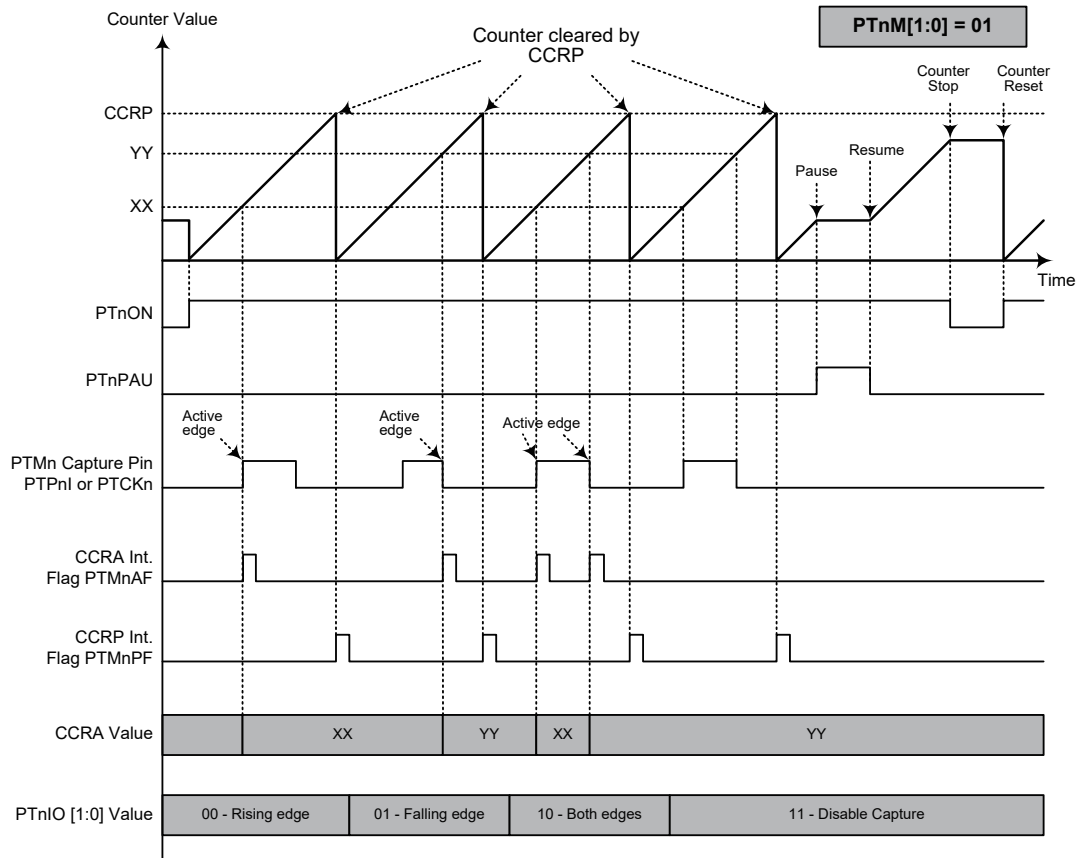 Counter Value
PTnM[1:0] = 01
Counter cleared by
CCRP
Counter
Stop
Counter
Reset
CCRP
YY
XX
Pause
Resume
Time
PTnON
PTnPAU
Active
edge
Active
edge
Active edge
PTMn Capture Pin
PTPnI or PTCKn
CCRA Int.
Flag PTMnAF
CCRP Int.
Flag PTMnPF
CCRA Value
XX
YY
XX
YY
PTnIO [1:0] Value
00 - Rising edge
01 - Falling edge
10 - Both edges
11 - Disable Capture